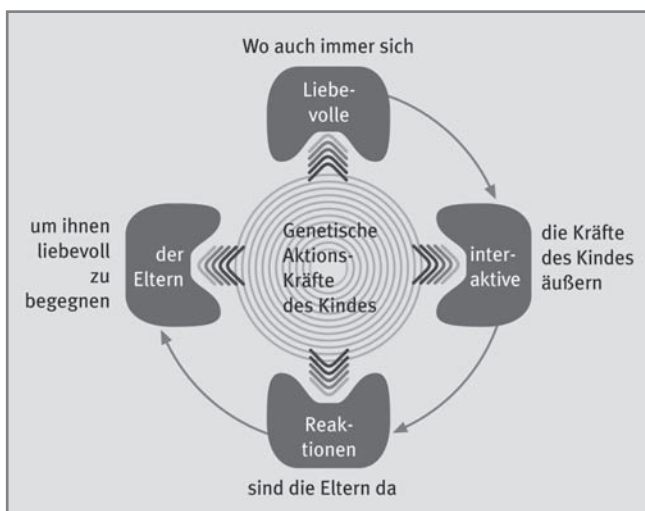 Wo auch immer sich
Liebe-
volle
um ihnen
liebevoll
zu
begegnen
der
Eltern
Genetische
Aktions-
Kräfte
des Kindes
inter-
aktive
die Kräfte
des Kindes
äußern
Reak-
tionen
sind die Eltern da